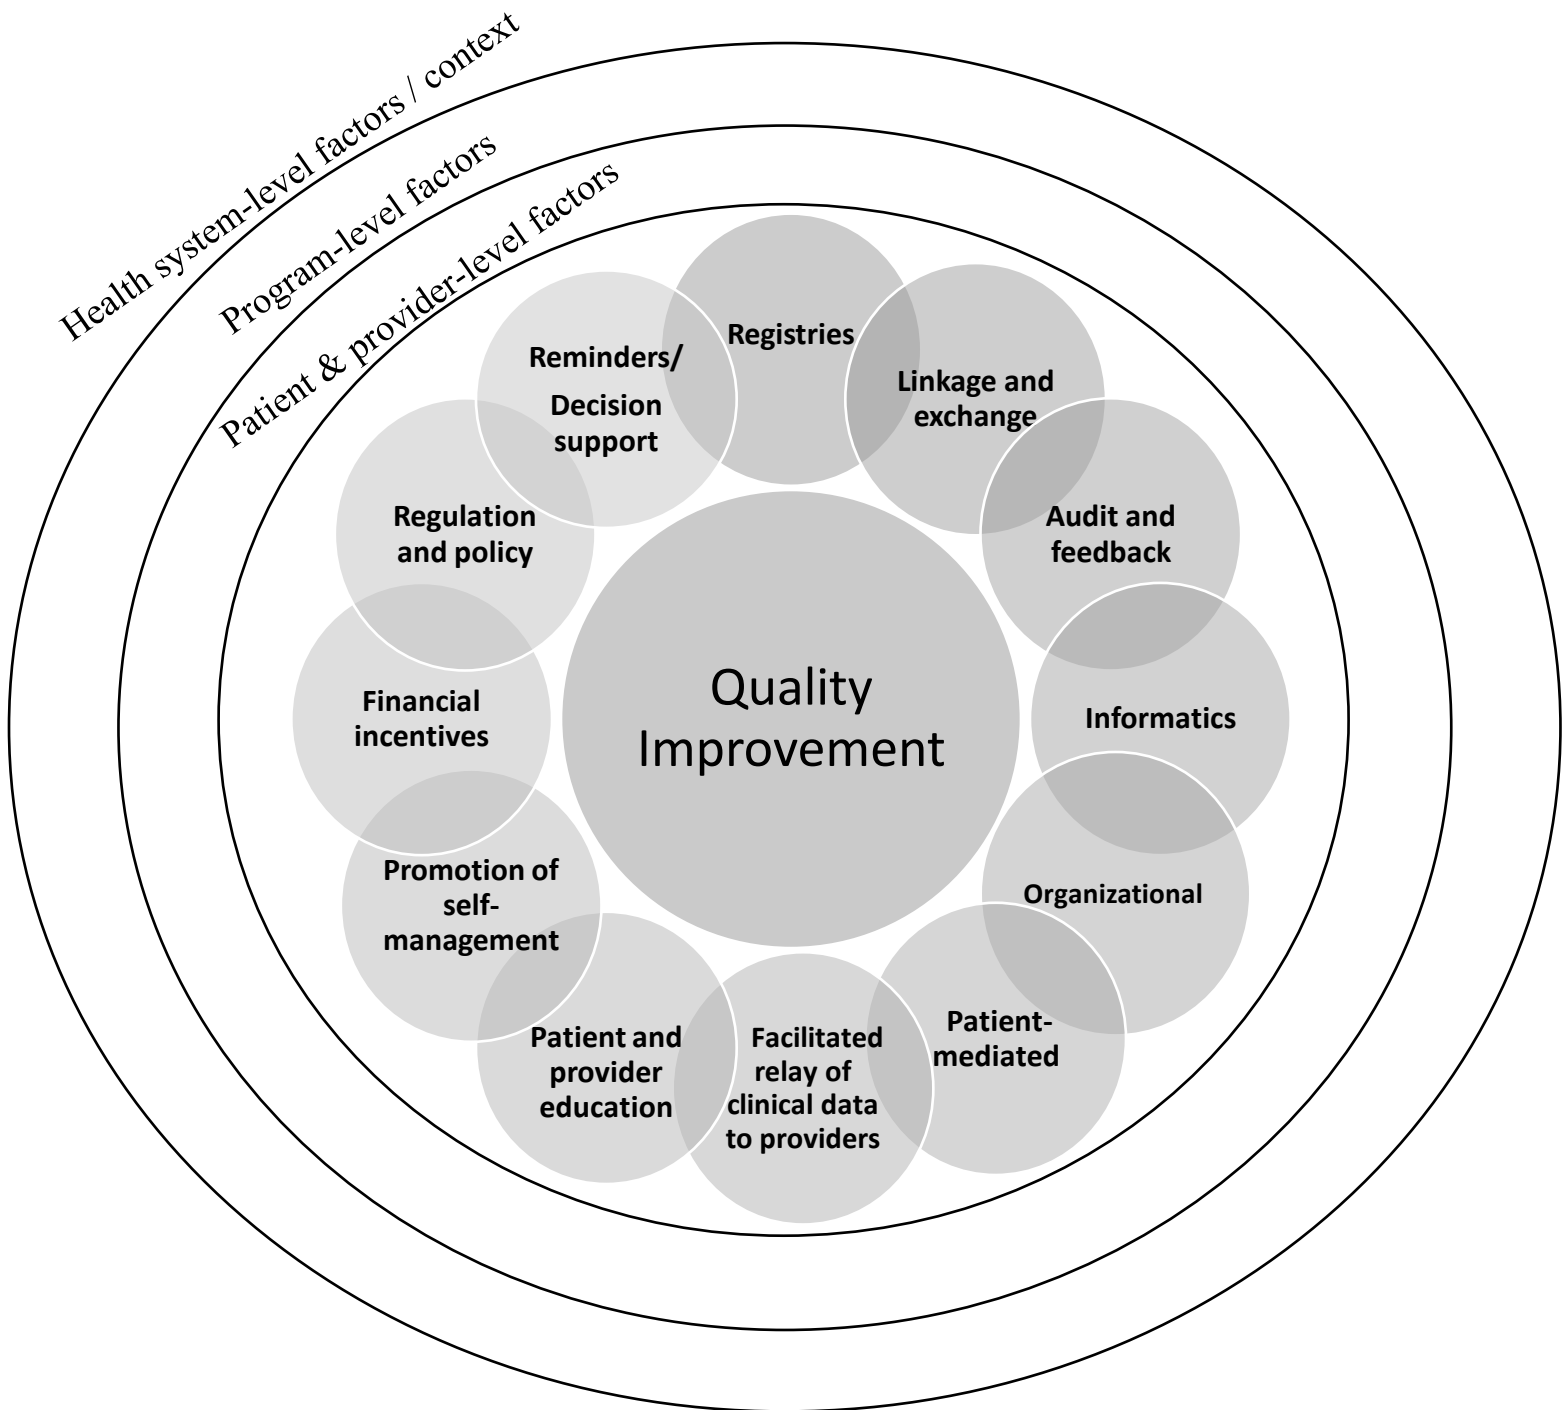 Health system-level factors / context
Program-level factors
Patient & provider-level factors
Registries
Reminders/
Decision
support
Linkage and
exchange
Audit and
feedback
Regulation
and policy
Informatics
Financial
incentives
Quality
Improvement
Organizational
Promotion of
self-
management
Patient-
mediated
Facilitated
relay of
clinical data
to providers
Patient and
provider
education